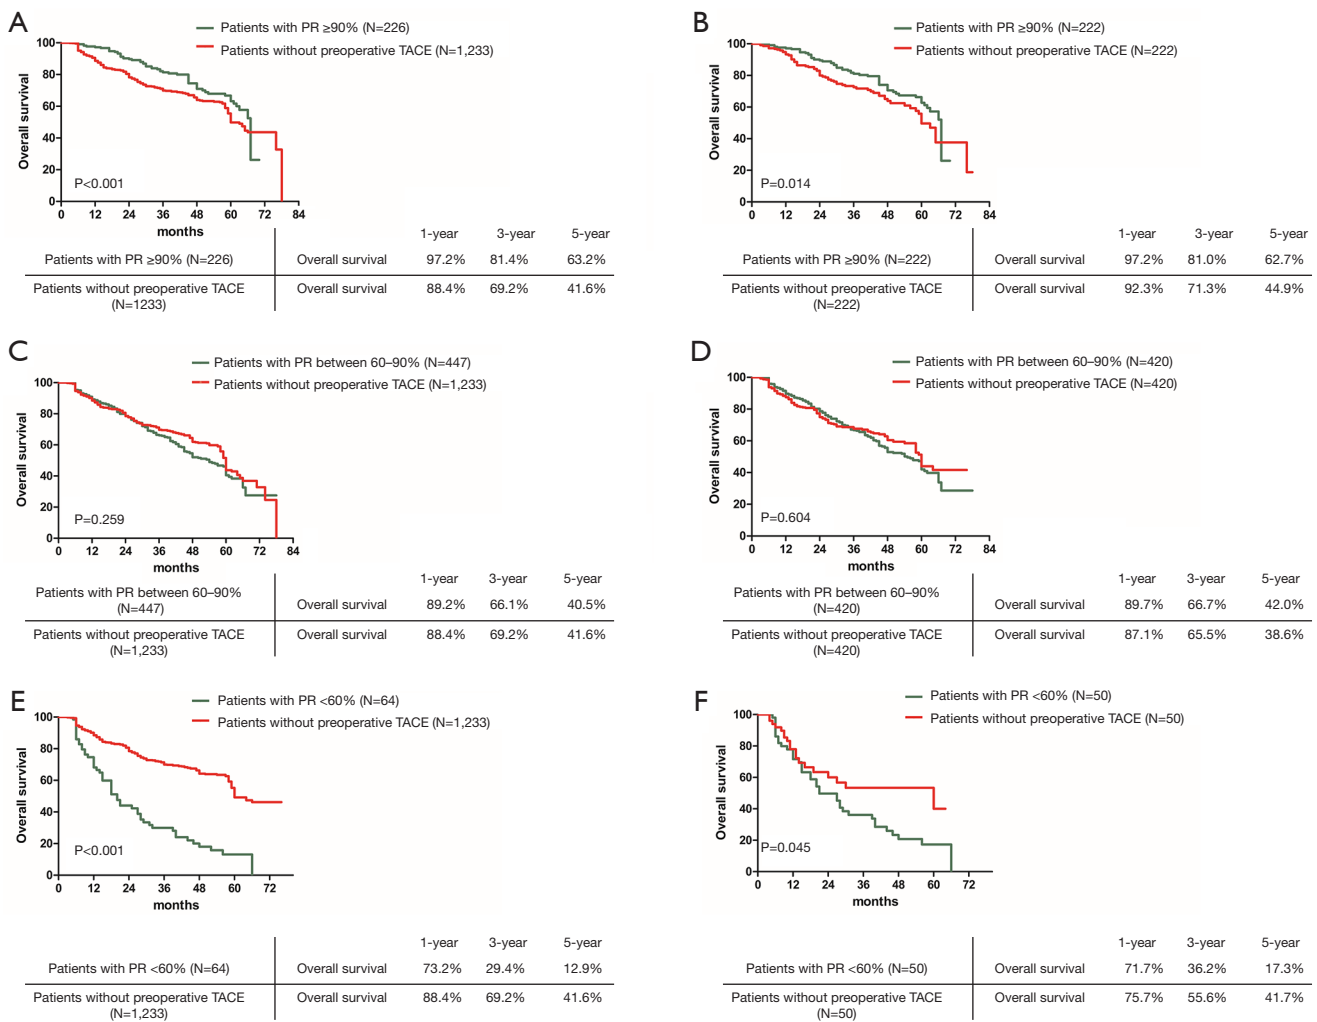 A
Patients with PR ≥90% (N=226)
Patients without preoperative TACE (N=1,233)
Overall survival
100
80
60
40
20
0
P<0.001
0 12 24 36 48 60 72 84
months
1-year 3-year 5-year
Patients with PR ≥90% (N=226) Overall survival 97.2% 81.4% 63.2%
Patients without preoperative TACE Overall survival 88.4% 69.2% 41.6%
(N=1233)
B
Patients with PR ≥90% (N=222)
Patients without preoperative TACE (N=222)
Overall survival
100
80
60
40
20
0
P=0.014
0 12 24 36 48 60 72 84
1-year 3-year 5-year
Patients with PR ≥90% (N=222) Overall survival 97.2% 81.0% 62.7%
Patients without preoperative TACE Overall survival 92.3% 71.3% 44.9%
(N=222)
C
Patients with PR between 60–90% (N=447)
Patients without preoperative TACE (N=1,233)
Overall survival
100
80
60
40
20
0
P=0.259
0 12 24 36 48 60 72 84
months
1-year 3-year 5-year
Patients with PR between 60–90%
(N=447) Overall survival 89.2% 66.1% 40.5%
Patients without preoperative TACE Overall survival 88.4% 69.2% 41.6%
(N=1,233)
D
Patients with PR between 60–90% (N=420)
Patients without preoperative TACE (N=420)
Overall survival
100
80
60
40
20
0
P=0.604
0 12 24 36 48 60 72 84
months
1-year 3-year 5-year
Patients with PR between 60–90%
(N=420) Overall survival 89.7% 66.7% 42.0%
Patients without preoperative TACE Overall survival 87.1% 65.5% 38.6%
(N=420)
E
Patients with PR <60% (N=64)
Patients without preoperative TACE (N=1,233)
Overall survival
100
80
60
40
20
0
P<0.001
0 12 24 36 48 60 72
months
1-year 3-year 5-year
Patients with PR <60% (N=64) Overall survival 73.2% 29.4% 12.9%
Patients without preoperative TACE Overall survival 88.4% 69.2% 41.6%
(N=1,233)
F
Patients with PR <60% (N=50)
Patients without preoperative TACE (N=50)
Overall survival
100
80
60
40
20
0
P=0.045
0 12 24 36 48 60 72
months
1-year 3-year 5-year
Patients with PR <60% (N=50) Overall survival 71.7% 36.2% 17.3%
Patients without preoperative TACE Overall survival 75.7% 55.6% 41.7%
(N=50)